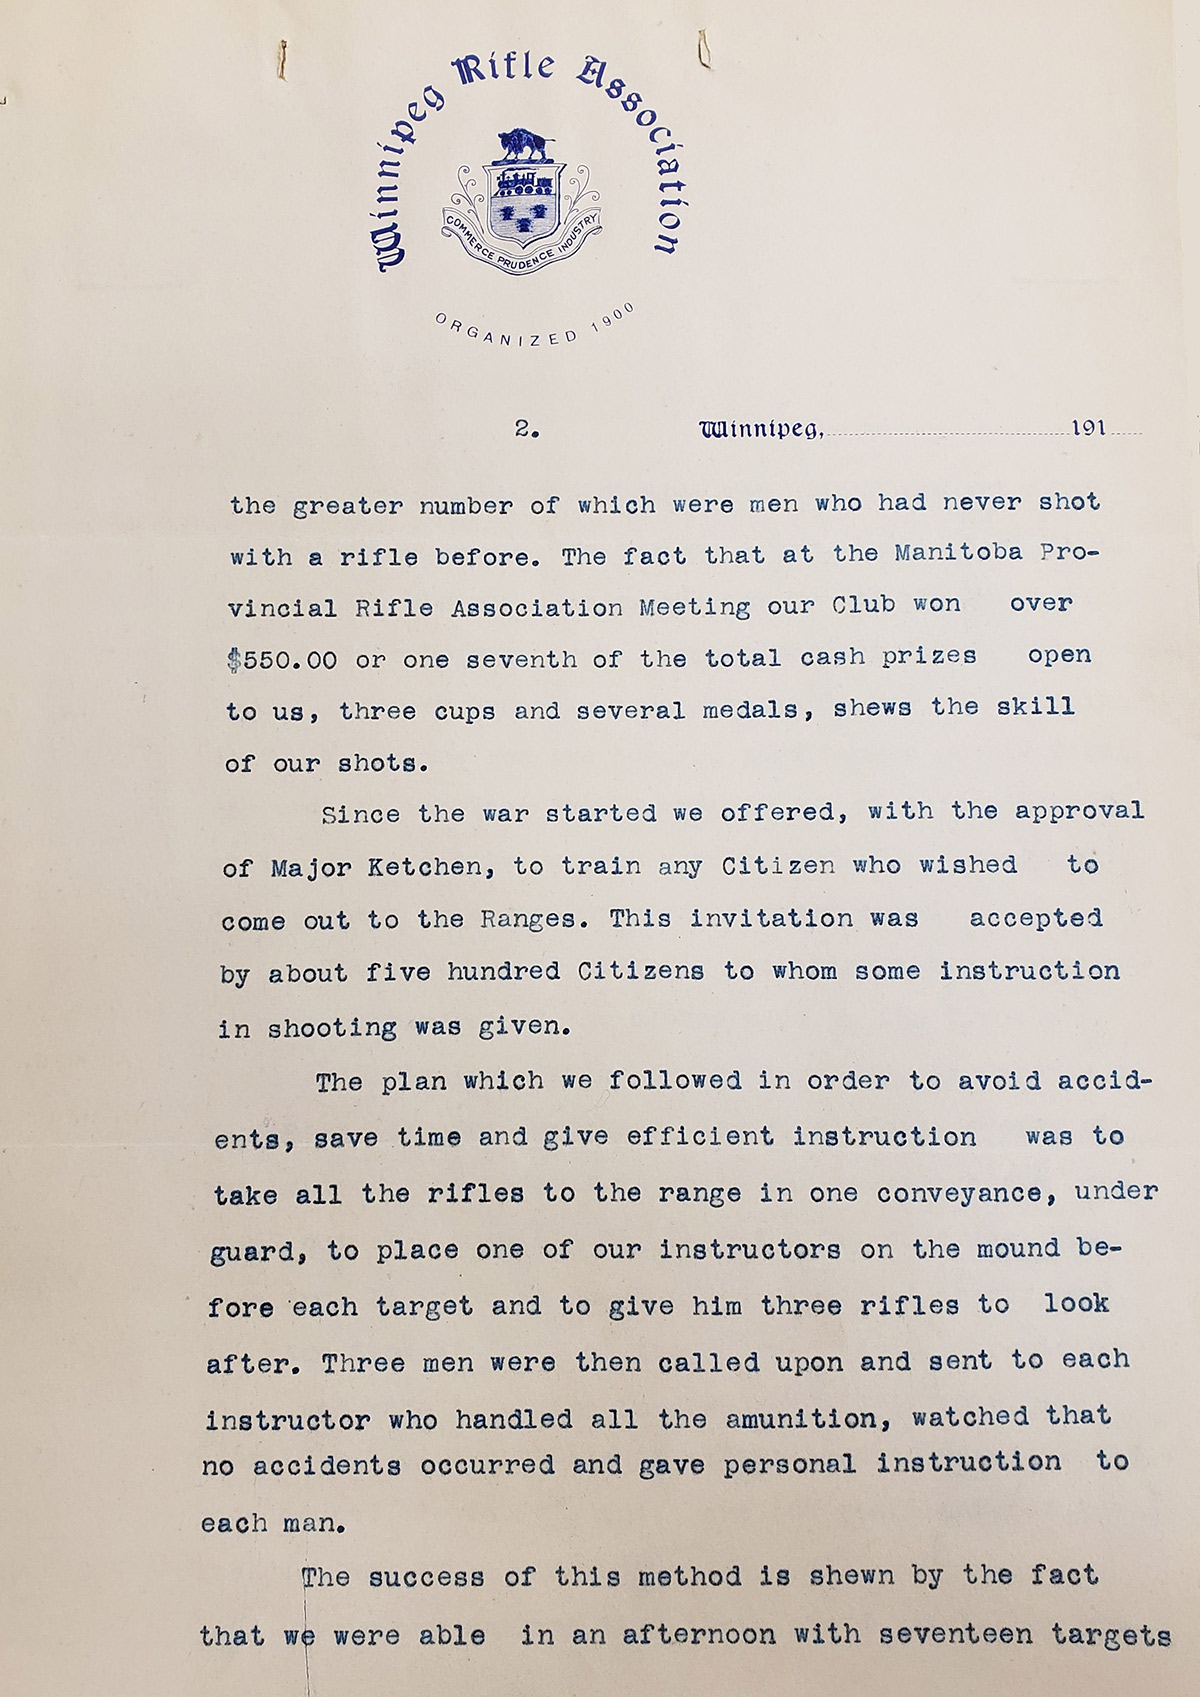 Winnipeg Rifle Association
COMMERCE PRUDENCE INDUSTRY
ORGANIZED 1900
2. Winnipeg, 191
the greater number of which were men who had never shot
with a rifle before. The fact that at the Manitoba Pro-
vincial Rifle Association Meeting our Club won over
$550.00 or one seventh of the total cash prizes open
to us, three cups and several medals, shews the skill
of our shots.
Since the war started we offered, with the approval
of Major Ketchen, to train any Citizen who wished to
come out to the Ranges. This invitation was accepted
by about five hundred Citizens to whom some instruction
in shooting was given.
The plan which we followed in order to avoid accid-
ents, save time and give efficient instruction was to
take all the rifles to the range in one conveyance, under
guard, to place one of our instructors on the mound be-
fore each target and to give him three rifles to look
after. Three men were then called upon and sent to each
instructor who handled all the amunition, watched that
no accidents occurred and gave personal instruction to
each man.
The success of this method is shewn by the fact
that we were able in an afternoon with seventeen targets